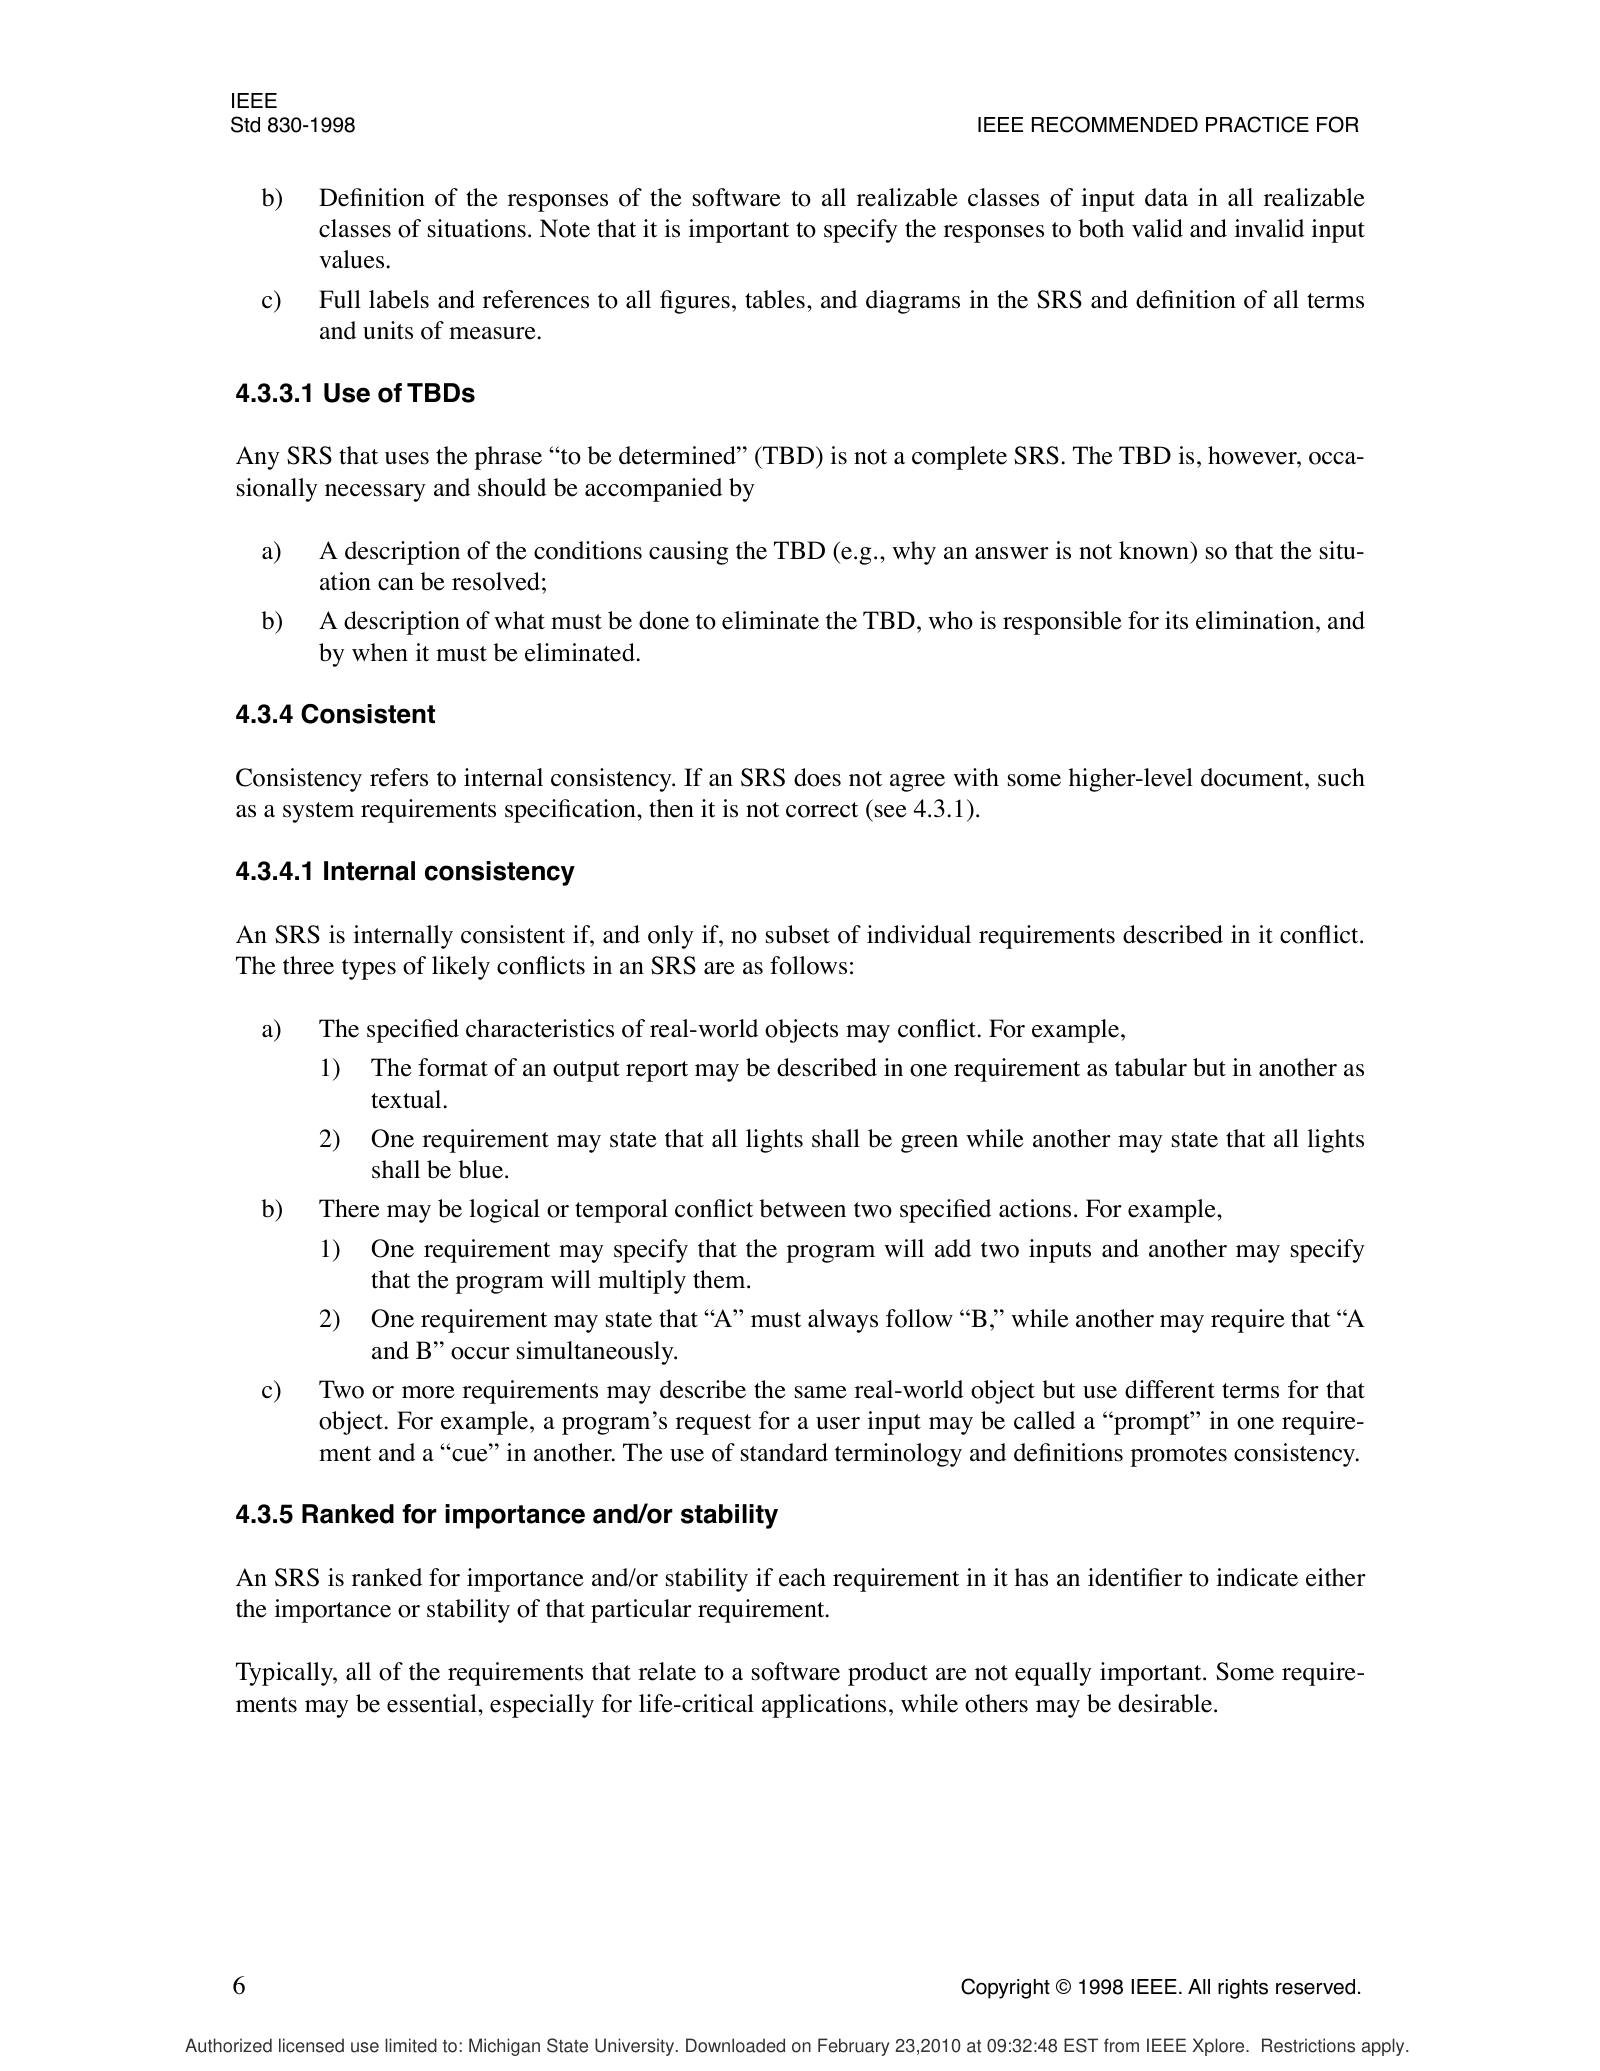 IEEE
Std 830-1998
IEEE RECOMMENDED PRACTICE FOR
b) Definition of the responses of the software to all realizable classes of input data in all realizable
classes of situations. Note that it is important to specify the responses to both valid and invalid input
values.
c) Full labels and references to all figures, tables, and diagrams in the SRS and definition of all terms
and units of measure.
4.3.3.1 Use of TBDs
Any SRS that uses the phrase “to be determined” (TBD) is not a complete SRS. The TBD is, however, occa-
sionally necessary and should be accompanied by
a) A description of the conditions causing the TBD (e.g., why an answer is not known) so that the situ-
ation can be resolved;
b) A description of what must be done to eliminate the TBD, who is responsible for its elimination, and
by when it must be eliminated.
4.3.4 Consistent
Consistency refers to internal consistency. If an SRS does not agree with some higher-level document, such
as a system requirements specification, then it is not correct (see 4.3.1).
4.3.4.1 Internal consistency
An SRS is internally consistent if, and only if, no subset of individual requirements described in it conflict.
The three types of likely conflicts in an SRS are as follows:
a) The specified characteristics of real-world objects may conflict. For example,
1) The format of an output report may be described in one requirement as tabular but in another as
textual.
2) One requirement may state that all lights shall be green while another may state that all lights
shall be blue.
b) There may be logical or temporal conflict between two specified actions. For example,
1) One requirement may specify that the program will add two inputs and another may specify
that the program will multiply them.
2) One requirement may state that “A” must always follow “B,” while another may require that “A
and B” occur simultaneously.
c) Two or more requirements may describe the same real-world object but use different terms for that
object. For example, a program’s request for a user input may be called a “prompt” in one require-
ment and a “cue” in another. The use of standard terminology and definitions promotes consistency.
4.3.5 Ranked for importance and/or stability
An SRS is ranked for importance and/or stability if each requirement in it has an identifier to indicate either
the importance or stability of that particular requirement.
Typically, all of the requirements that relate to a software product are not equally important. Some require-
ments may be essential, especially for life-critical applications, while others may be desirable.
6
Copyright © 1998 IEEE. All rights reserved.
Authorized licensed use limited to: Michigan State University. Downloaded on February 23,2010 at 09:32:48 EST from IEEE Xplore. Restrictions apply.